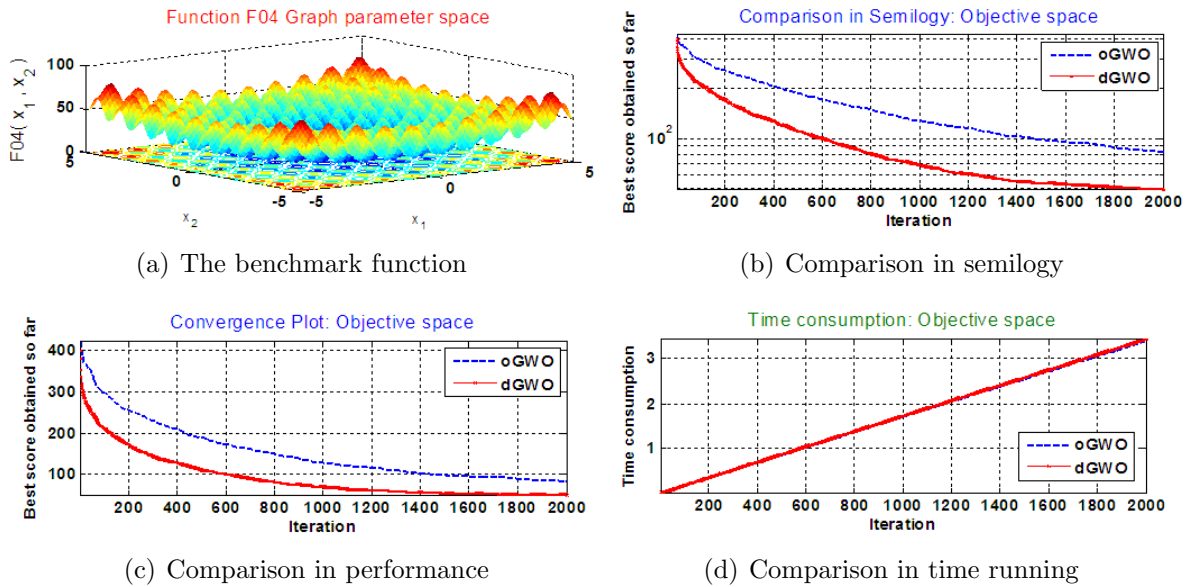 Function F04 Graph parameter space
F04( x1 , x2 )
100
50
0
5
0
-5
-5
0
5
x2
x1
(a) The benchmark function
Comparison in Semilogy: Objective space
Best score obtained so far
10^2
oGWO
dGWO
200 400 600 800 1000 1200 1400 1600 1800 2000
Iteration
(b) Comparison in semilogy
Convergence Plot: Objective space
Best score obtained so far
400
300
200
100
oGWO
dGWO
200 400 600 800 1000 1200 1400 1600 1800 2000
Iteration
(c) Comparison in performance
Time consumption: Objective space
Time consumption
3
2
1
oGWO
dGWO
200 400 600 800 1000 1200 1400 1600 1800 2000
Iteration
(d) Comparison in time running